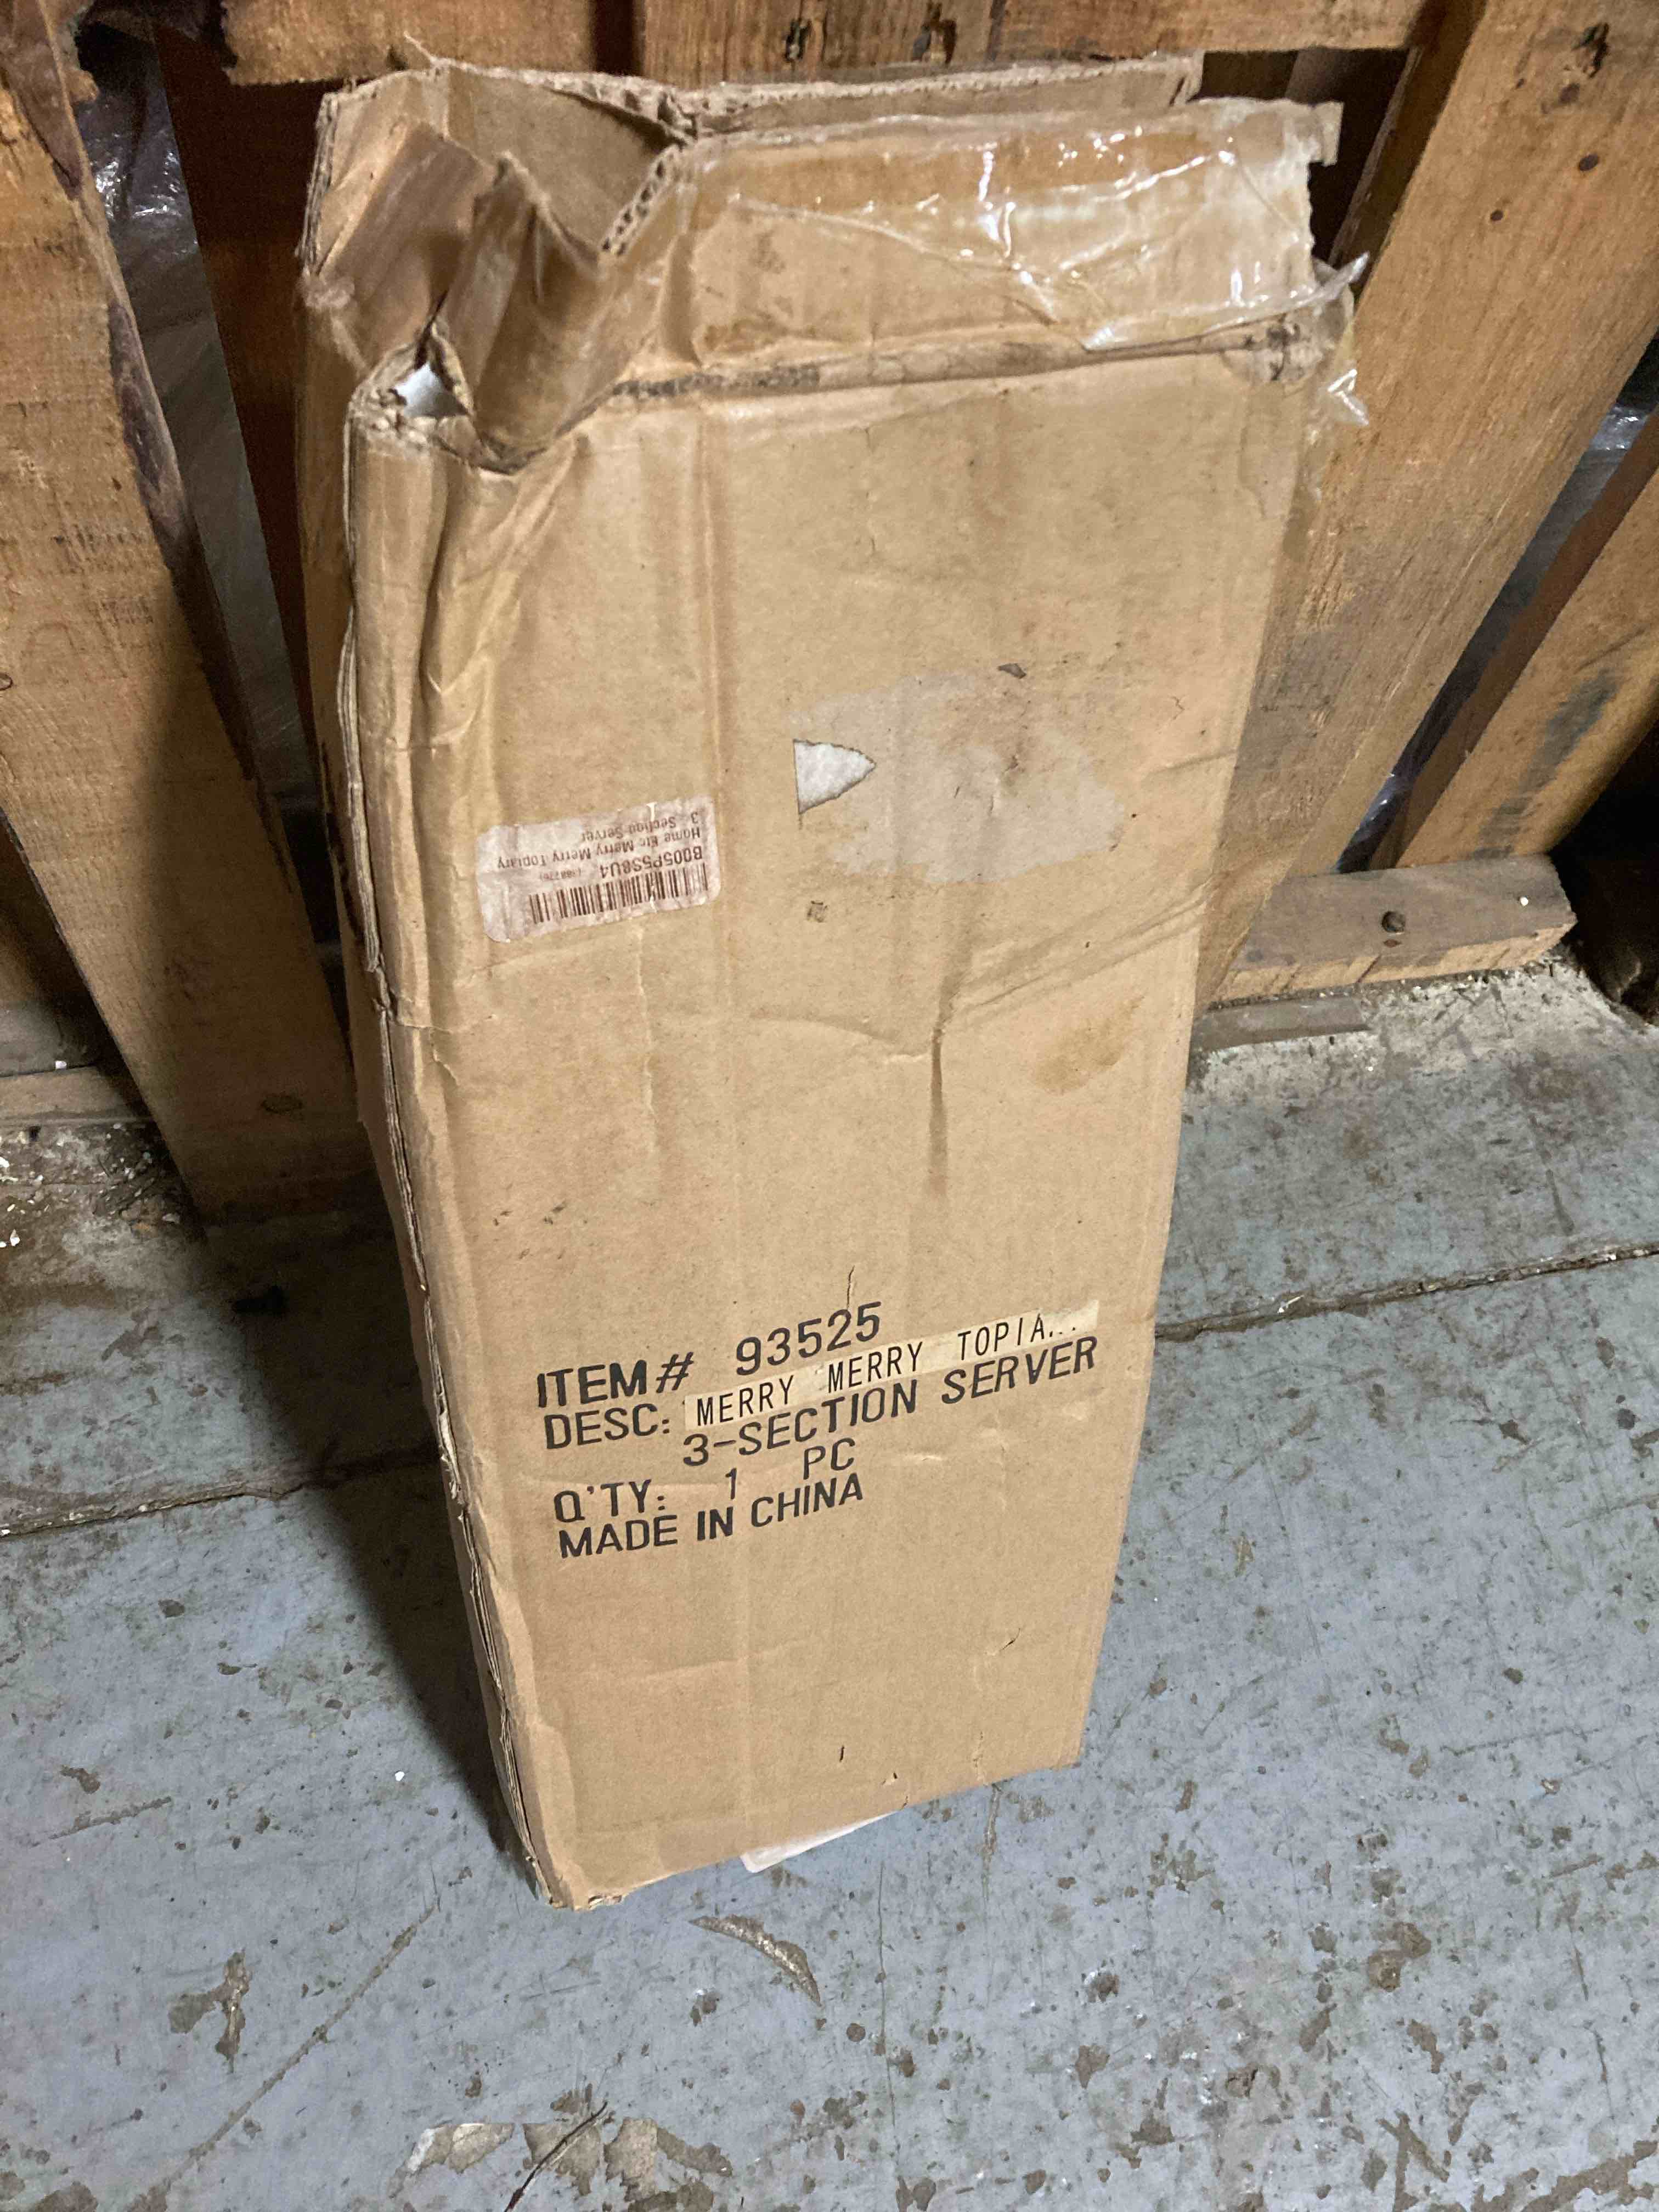 B005P5S8U4
Home Etc Merry Merry Topiary
3-Section Server
ITEM# 93525
DESC: MERRY MERRY TOPIA...
3-SECTION SERVER
Q'TY: 1 PC
MADE IN CHINA